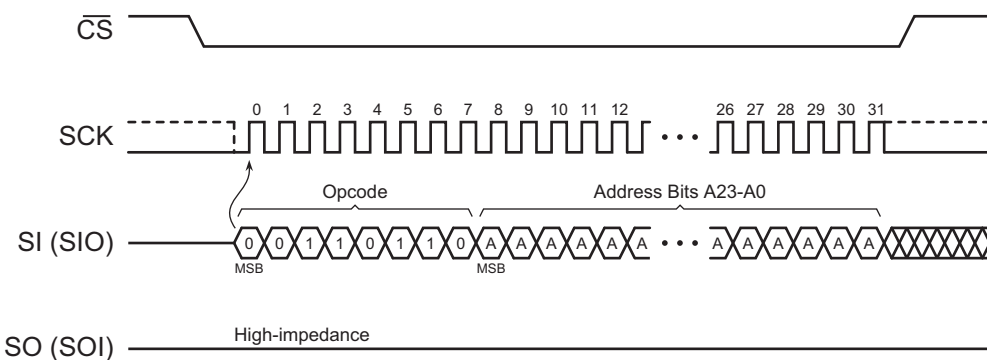 C̅S̅
0 1 2 3 4 5 6 7 8 9 10 11 12 26 27 28 29 30 31
SCK
Opcode Address Bits A23-A0
SI (SIO) 0 0 1 1 0 1 1 0 A A A A A A A A A A A A
MSB MSB
High-impedance
SO (SOI)